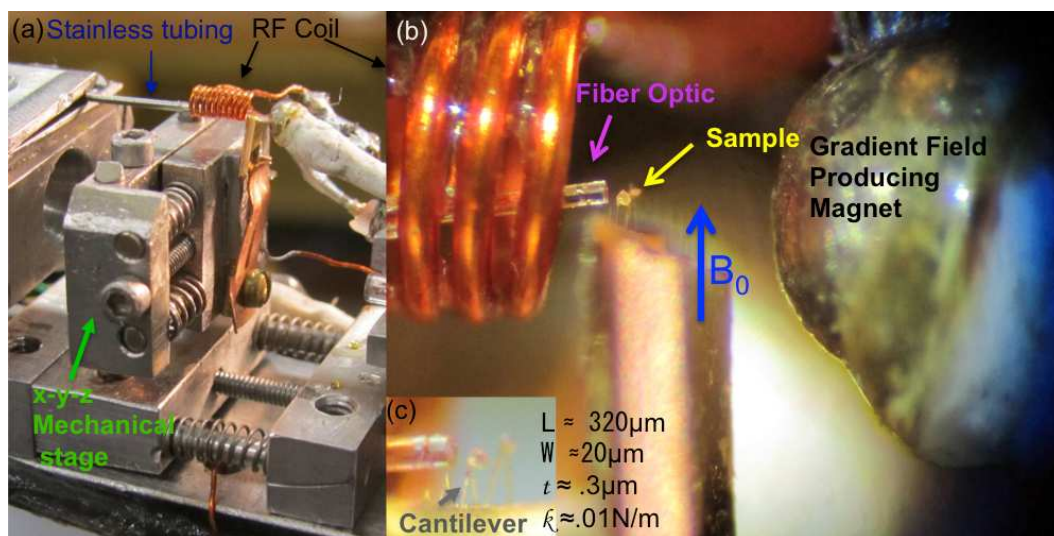 (a)
Stainless tubing
RF Coil
x-y-z
Mechanical
stage
(b)
Fiber Optic
Sample
Gradient Field
Producing
Magnet
B₀
(c)
L ≈ 320μm
W ≈20μm
t ≈ .3μm
k ≈.01N/m
Cantilever